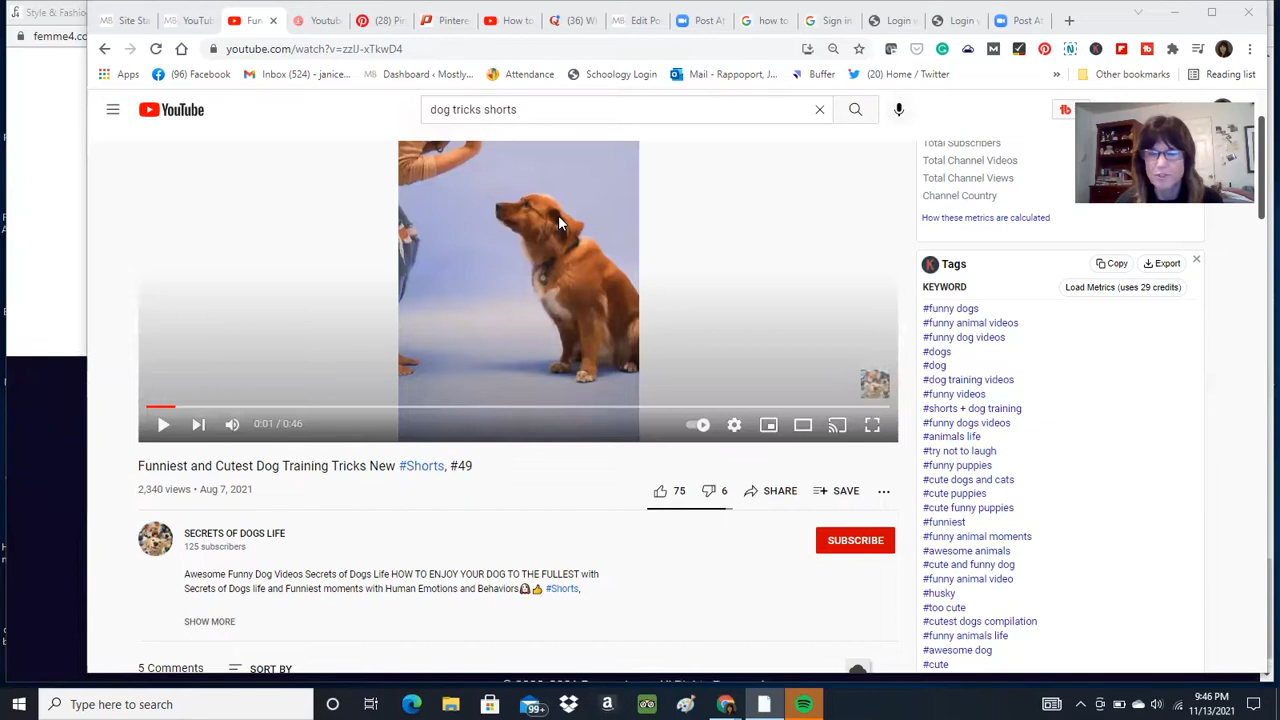 Style & Fashio
Site Sta
YouTu
Fun
Youtub
(28) Pin
Pintere
How to
(36) W
Edit Po
Post At
how to
Sign in
Login
Login
Post At
femme4.co
youtube.com/watch?v=zzU-xTkwD4
Apps
(96) Facebook
Inbox (524) - janice...
Dashboard ‹ Mostly...
Attendance
Schoology Login
Mail - Rappoport, J...
Buffer
(20) Home / Twitter
»
Other bookmarks
Reading list
YouTube
dog tricks shorts
Total Subscribers
Total Channel Videos
Total Channel Views
Channel Country
How these metrics are calculated
Tags
Copy
Export
KEYWORD
Load Metrics (uses 29 credits)
#funny dogs
#funny animal videos
#funny dog videos
#dogs
#dog
#dog training videos
#funny videos
#shorts + dog training
#funny dogs videos
#animals life
#try not to laugh
#funny puppies
#cute dogs and cats
#cute puppies
#cute funny puppies
#funniest
#funny animal moments
#awesome animals
#cute and funny dog
#funny animal video
#husky
#too cute
#cutest dogs compilation
#funny animals life
#awesome dog
#cute
0:01 / 0:46
Funniest and Cutest Dog Training Tricks New #Shorts, #49
2,340 views • Aug 7, 2021
75
6
SHARE
SAVE
SECRETS OF DOGS LIFE
125 subscribers
SUBSCRIBE
Awesome Funny Dog Videos Secrets of Dogs Life HOW TO ENJOY YOUR DOG TO THE FULLEST with
Secrets of Dogs life and Funniest moments with Human Emotions and Behaviors #Shorts,
SHOW MORE
5 Comments
SORT BY
Type here to search
99+
9:46 PM
11/13/2021